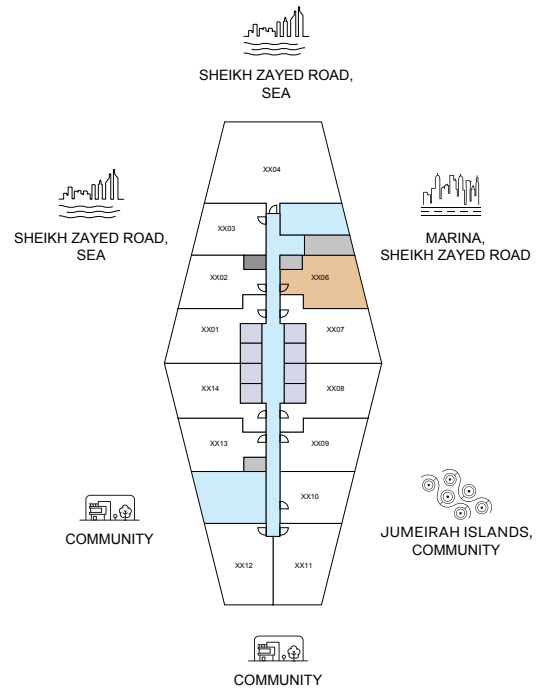 SHEIKH ZAYED ROAD,
SEA
XX04
SHEIKH ZAYED ROAD,
SEA
XX03
MARINA,
SHEIKH ZAYED ROAD
XX02
XX06
XX01
XX07
XX14
XX08
XX13
XX09
XX10
COMMUNITY
JUMEIRAH ISLANDS,
COMMUNITY
XX12
XX11
COMMUNITY